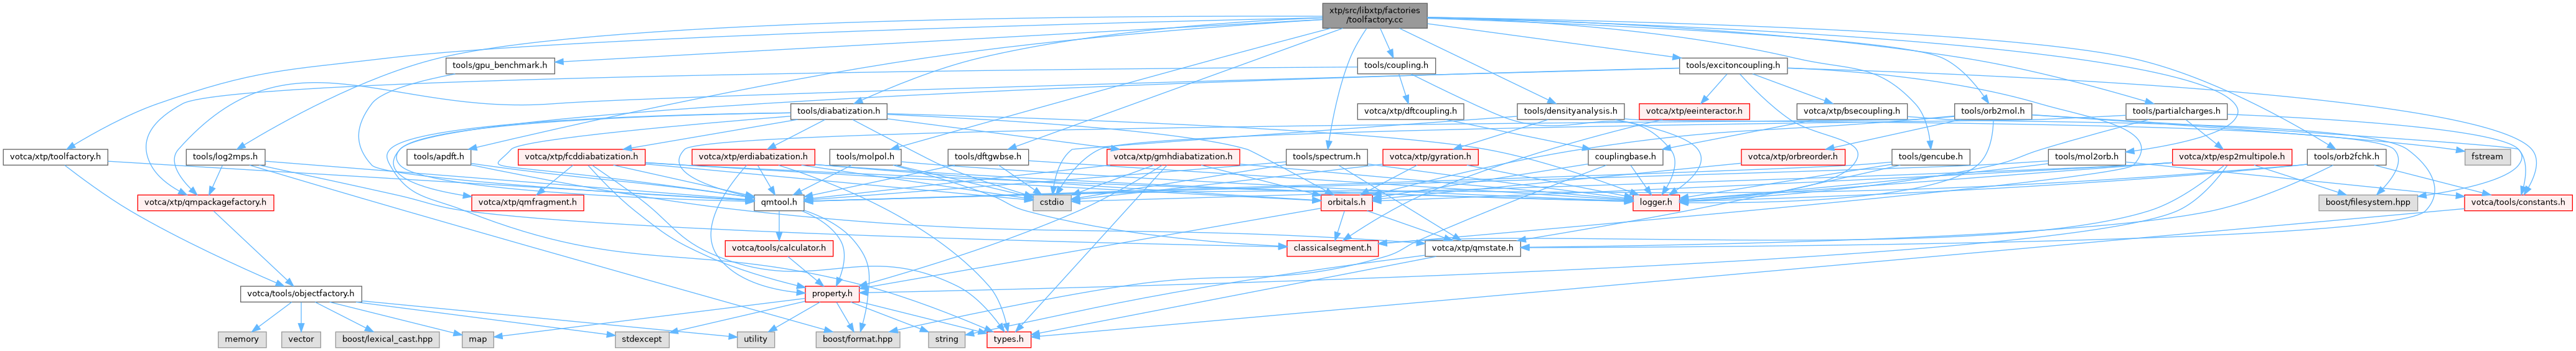 xtp/src/libxtp/factories
/toolfactory.cc
tools/gpu_benchmark.h
tools/coupling.h
tools/excitoncoupling.h
tools/diabatization.h
votca/xtp/dftcoupling.h
tools/densityanalysis.h
votca/xtp/eeinteractor.h
votca/xtp/bsecoupling.h
tools/orb2mol.h
tools/partialcharges.h
votca/xtp/toolfactory.h
tools/log2mps.h
tools/apdft.h
votca/xtp/fcddiabatization.h
votca/xtp/erdiabatization.h
tools/molpol.h
tools/dftgwbse.h
votca/xtp/gmhdiabatization.h
tools/spectrum.h
votca/xtp/gyration.h
couplingbase.h
votca/xtp/orbreorder.h
tools/gencube.h
tools/mol2orb.h
votca/xtp/esp2multipole.h
tools/orb2fchk.h
fstream
votca/xtp/qmpackagefactory.h
votca/xtp/qmfragment.h
qmtool.h
cstdio
orbitals.h
logger.h
boost/filesystem.hpp
votca/tools/constants.h
votca/tools/calculator.h
classicalsegment.h
votca/xtp/qmstate.h
votca/tools/objectfactory.h
property.h
memory
vector
boost/lexical_cast.hpp
map
stdexcept
utility
boost/format.hpp
string
types.h